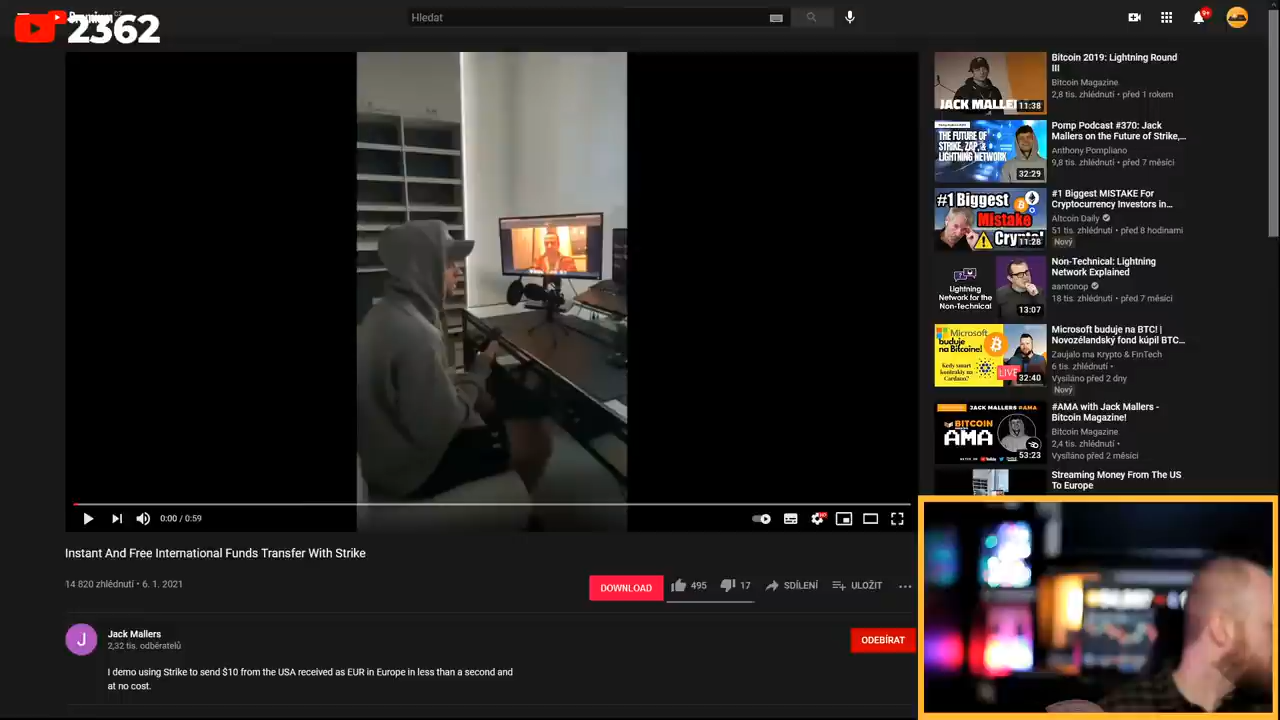 2362
Hledat
9+
Bitcoin 2019: Lightning Round
III
Bitcoin Magazine
2,8 tis. zhlédnutí • před 1 rokem
11:38
Pomp Podcast #370: Jack
Mallers on the Future of Strike,...
Anthony Pompliano
9,8 tis. zhlédnutí • před 7 měsíci
THE FUTURE OF
STRIKE, ZAP, &
LIGHTNING NETWORK
32:29
#1 Biggest MISTAKE For
Cryptocurrency Investors in...
Altcoin Daily
51 tis. zhlédnutí • před 8 hodinami
Nový
#1 Biggest
Mistake
11:28
Non-Technical: Lightning
Network Explained
aantonop
18 tis. zhlédnutí • před 7 měsíci
Lightning
Network for the
Non-Technical
13:07
Microsoft buduje na BTC! |
Novozélandský fond kúpil BTC...
Zaujalo ma Krypto & FinTech
6 tis. zhlédnutí •
Vysíláno před 2 dny
Nový
Microsoft
buduje
na Bitcoine!
LIVE
32:40
#AMA with Jack Mallers -
Bitcoin Magazine!
Bitcoin Magazine
2,4 tis. zhlédnutí •
Vysíláno před 2 měsíci
JACK MALLERS #AMA
BITCOIN
AMA
53:23
Streaming Money From The US
To Europe
0:00 / 0:59
Instant And Free International Funds Transfer With Strike
14 820 zhlédnutí • 6. 1. 2021
DOWNLOAD
495
17
SDÍLENÍ
ULOŽIT
J
Jack Mallers
2,32 tis. odběratelů
ODEBÍRAT
I demo using Strike to send $10 from the USA received as EUR in Europe in less than a second and
at no cost.